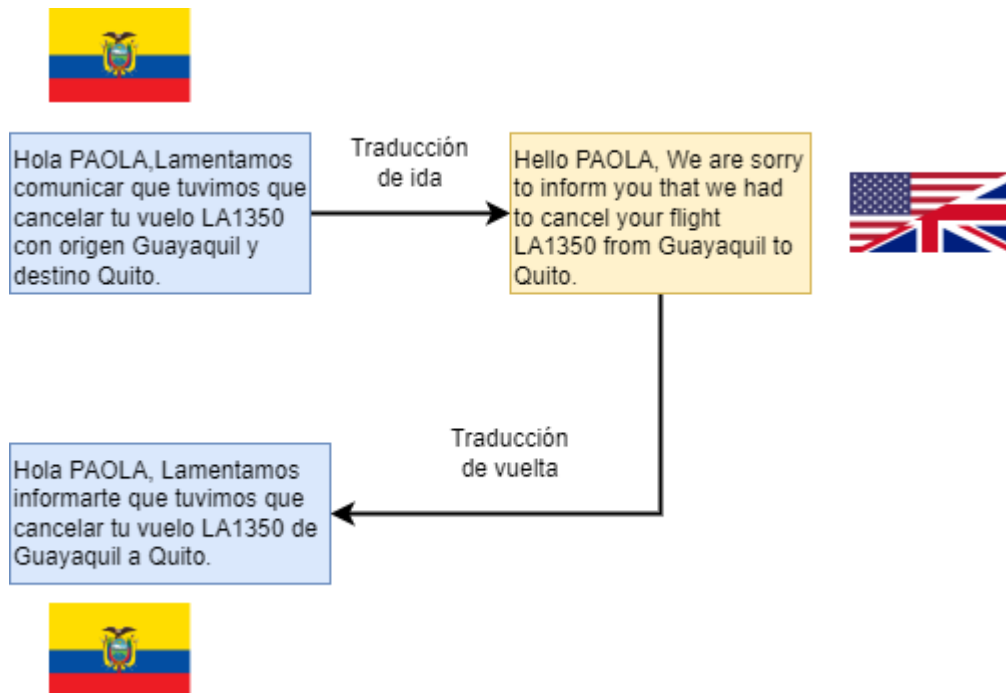 Hola PAOLA,Lamentamos
comunicar que tuvimos que
cancelar tu vuelo LA1350
con origen Guayaquil y
destino Quito.
Traducción
de ida
Hello PAOLA, We are sorry
to inform you that we had
to cancel your flight
LA1350 from Guayaquil to
Quito.
Traducción
de vuelta
Hola PAOLA, Lamentamos
informarte que tuvimos que
cancelar tu vuelo LA1350 de
Guayaquil a Quito.